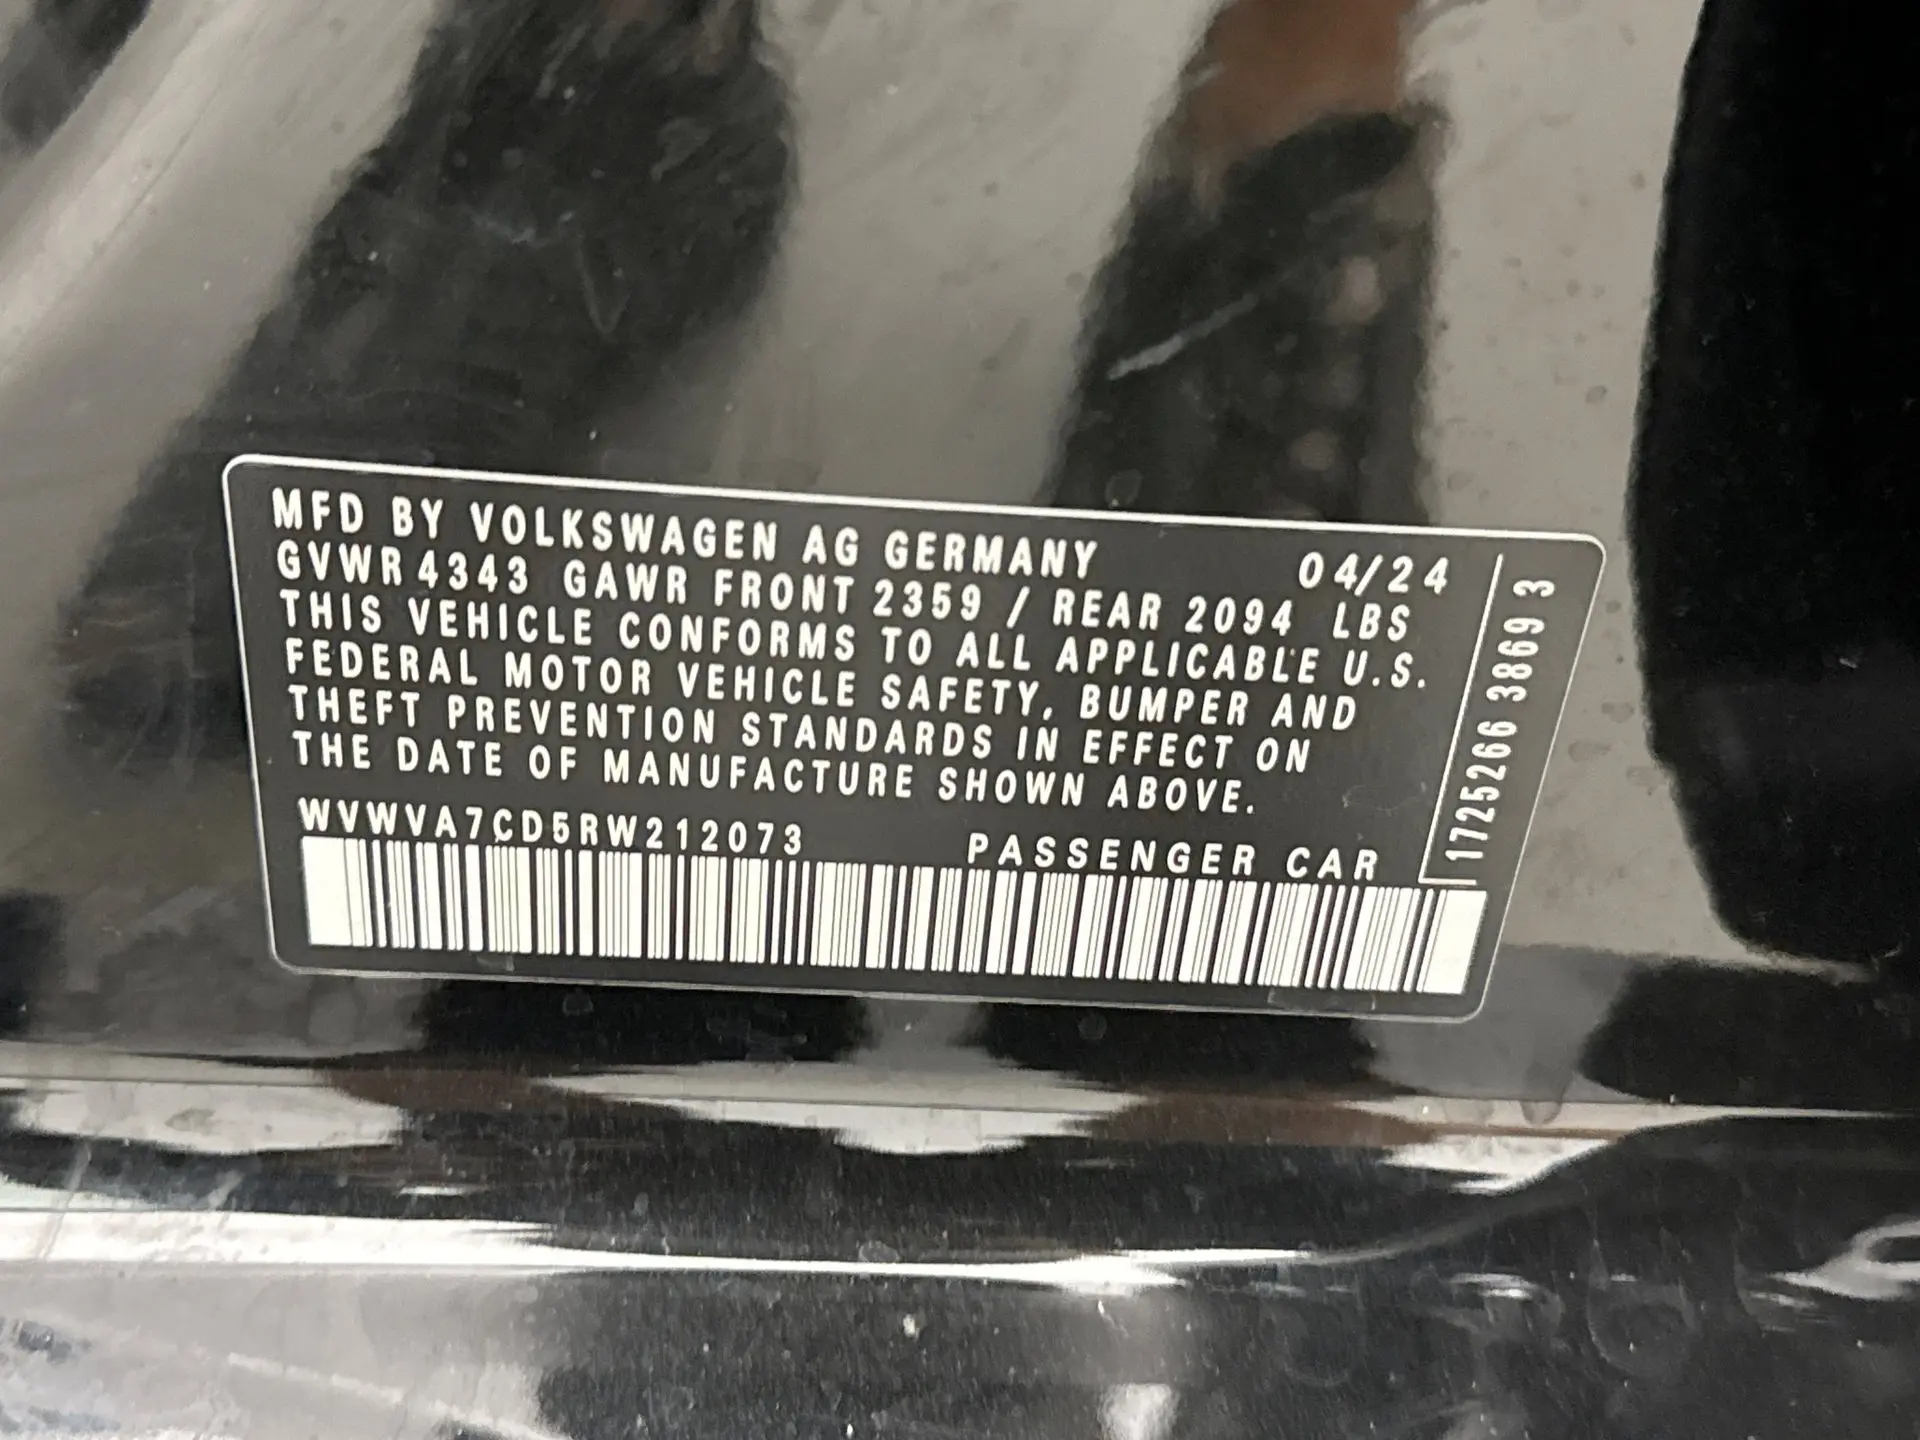 MFD BY VOLKSWAGEN AG GERMANY 04/24
GVWR 4343 GAWR FRONT 2359 / REAR 2094 LBS
THIS VEHICLE CONFORMS TO ALL APPLICABLE U.S.
FEDERAL MOTOR VEHICLE SAFETY, BUMPER AND
THEFT PREVENTION STANDARDS IN EFFECT ON
THE DATE OF MANUFACTURE SHOWN ABOVE.
WVWVA7CD5RW212073 PASSENGER CAR
1725266 3869 3